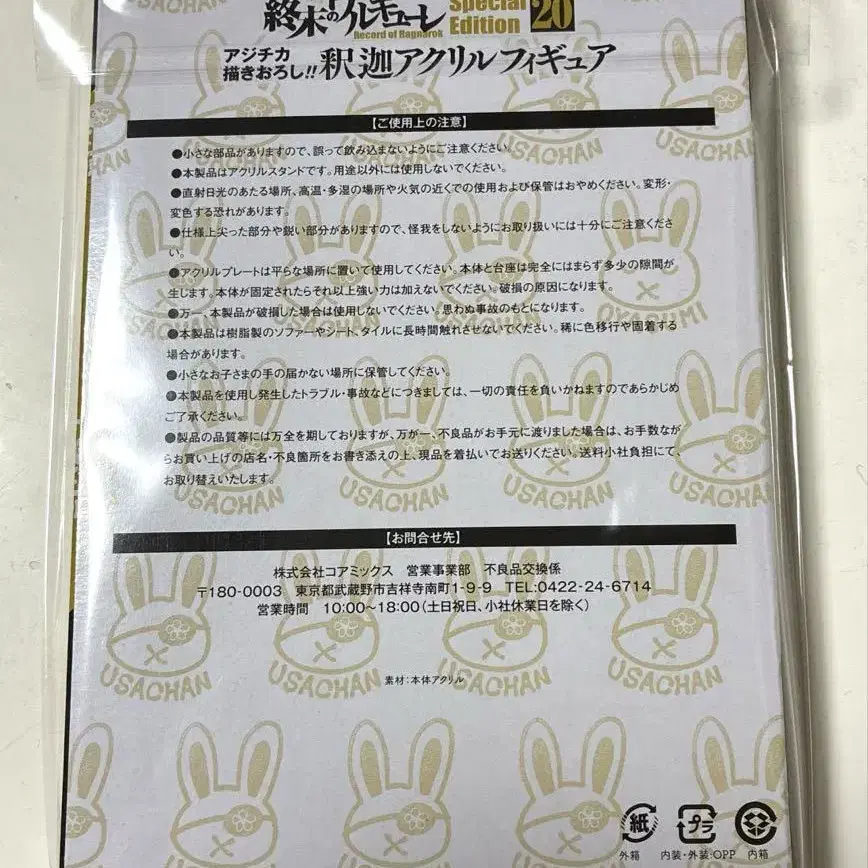 終末のワルキューレ
Record of Ragnarok
Special
Edition
20
アジチカ
描きおろし!! 釈迦アクリルフィギュア
【ご使用上の注意】
●小さな部品がありますので、誤って飲み込まないようにご注意ください。
●本製品はアクリルスタンドです。用途以外には使用しないでください。
●直射日光のあたる場所、高温・多湿の場所や火気の近くでの使用および保管はおやめください。変形・
変色する恐れがあります。
●仕様上尖った部分や鋭い部分がありますので、怪我をしないようにお取り扱いには十分にご注意くださ
い。
●アクリルプレートは平らな場所に置いて使用してください。本体と台座は完全にはまらず多少の隙間が
生じます。本体が固定されたらそれ以上強い力は加えないでください。破損の原因になります。
●万一、本製品が破損した場合は使用しないでください。思わぬ事故のもとになります。
●本製品は樹脂製のソファーやシート、タイルに長時間触れさせないでください。稀に色移行や固着する
場合があります。
●小さなお子さまの手の届かない場所に保管してください。
●本製品を使用し発生したトラブル・事故などにつきましては、一切の責任を負いかねますのであらかじめ
ご了承ください。
●製品の品質等には万全を期しておりますが、万が一、不良品がお手元に渡りました場合は、お手数なが
らお買い上げの店名・不良箇所をお書き添えの上、現品を着払いでお送りください。送料小社負担にて、
お取り替えいたします。
【お問合せ先】
株式会社コアミックス 営業事業部 不良品交換係
〒180-0003 東京都武蔵野市吉祥寺南町1-9-9 TEL:0422-24-6714
営業時間 10:00〜18:00(土日祝日、小社休業日を除く)
素材:本体アクリル
USACHAN
USACHAN
USACHAN
USACHAN
OYASUMI
USACHAN
USACHAN
USACHAN
USACHAN
USACHAN
USACHAN
USACHAN
紙
プラ
外箱 内装・外装:OPP 内箱